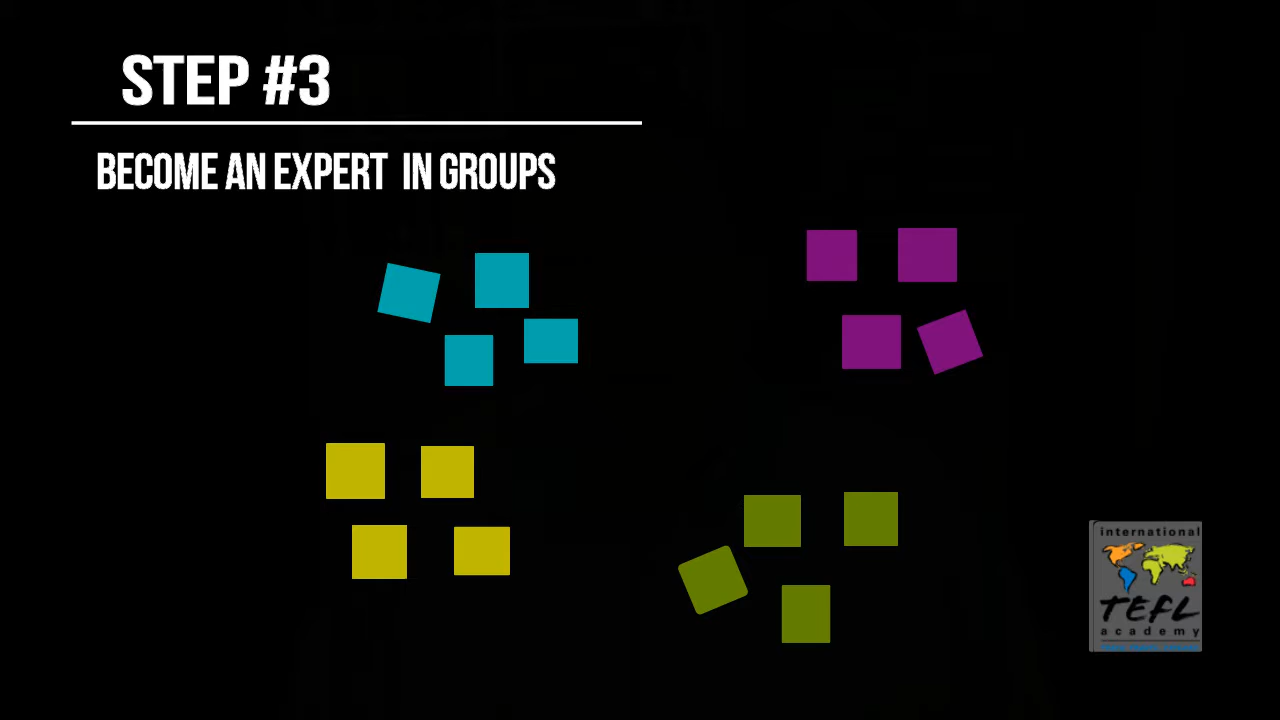 STEP #3
BECOME AN EXPERT IN GROUPS
international
TEFL
academy